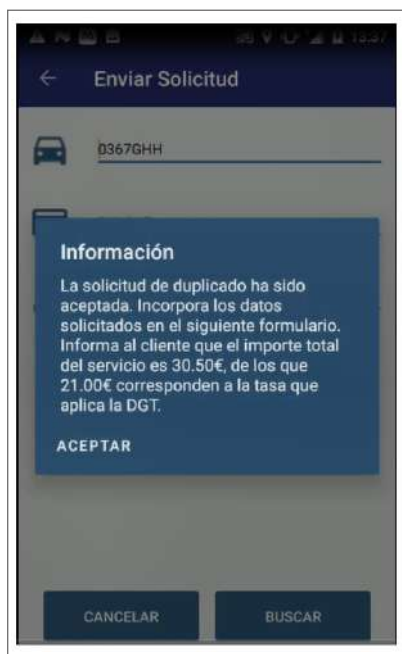 13:37
Enviar Solicitud
0367GHH
Información
La solicitud de duplicado ha sido
aceptada. Incorpora los datos
solicitados en el siguiente formulario.
Informa al cliente que el importe total
del servicio es 30.50€, de los que
21.00€ corresponden a la tasa que
aplica la DGT.
ACEPTAR
CANCELAR
BUSCAR